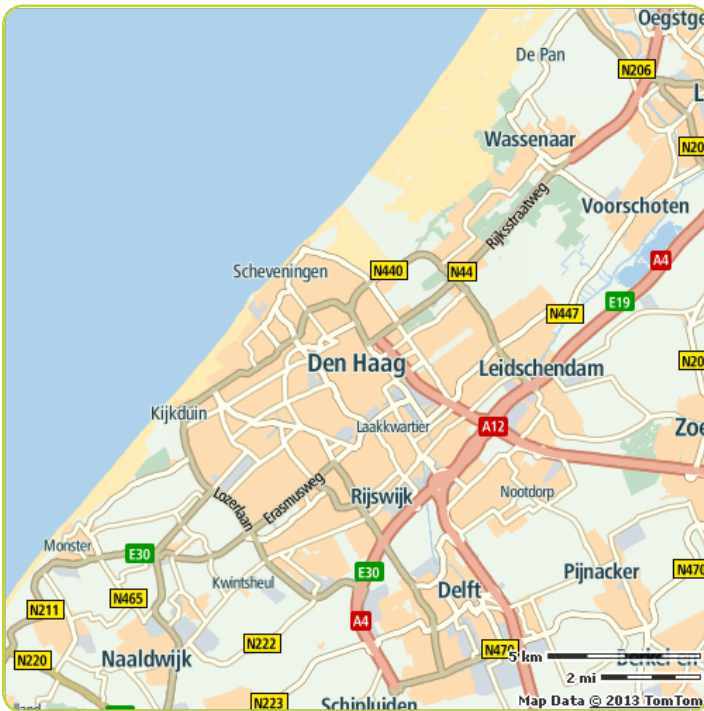 Oegstge
De Pan
N206
L
Wassenaar
N20
Rijksstraatweg
Voorschoten
A4
Scheveningen
N440
N44
E19
N447
Den Haag
Leidschendam
N20
Kijkduin
Laakkwartier
A12
Zoe
Lozerlaan
Erasmusweg
Rijswijk
Nootdorp
Monster
E30
Kwintsheul
E30
Pijnacker
N470
N211
N465
Delft
A4
N222
N470
N220
Naaldwijk
5 km
Berkel en
2 mi
N223
Schipluiden
Map Data © 2013 TomTom